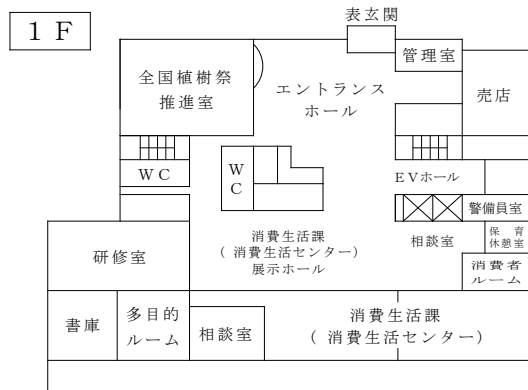 表玄関
１Ｆ
管理室
全国植樹祭
推進室
エントランス
ホール
売店
ＷＣ
ＷＣ
ＥＶホール
警備員室
消費生活課
（ 消費生活センター）
展示ホール
相談室
保 育
休憩室
研修室
消費者
ルーム
書庫
多目的
ルーム
相談室
消費生活課
（ 消費生活センター）